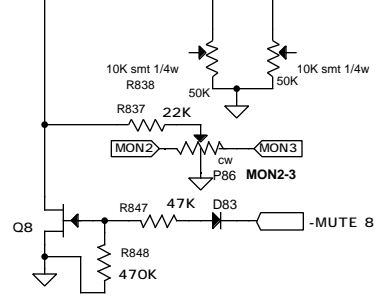 10K smt 1/4w
R838
50K
10K smt 1/4w
50K
R837
22K
MON2
MON3
cw
P86
MON2-3
R847
47K
D83
-MUTE 8
Q8
R848
470K